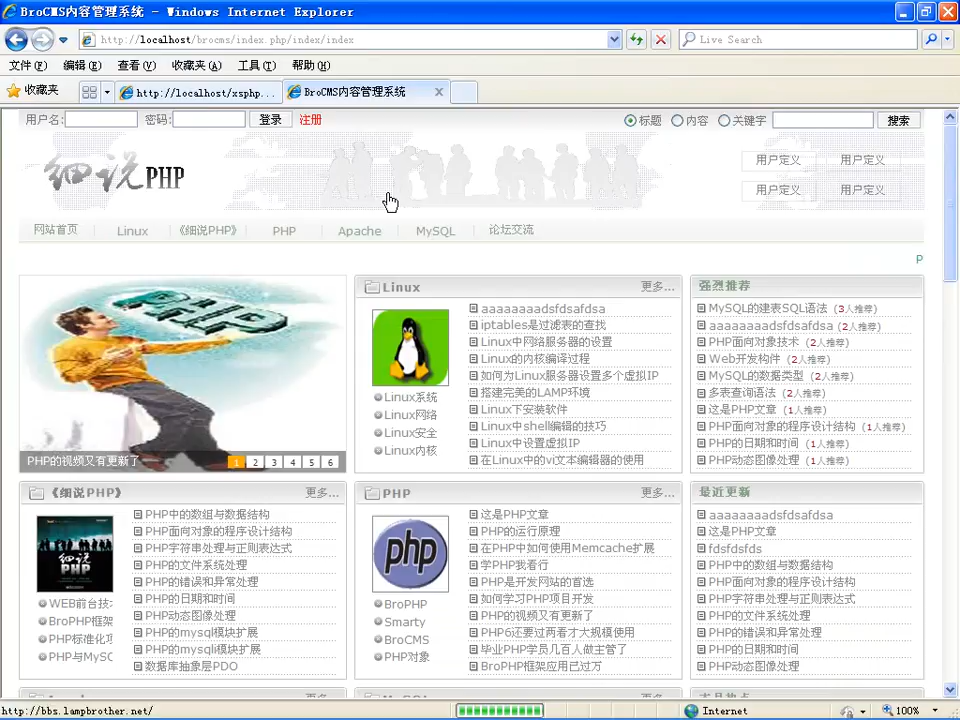 BroCMS内容管理系统 - Windows Internet Explorer
http://localhost/brocms/index.php/index/index
Live Search
文件(F) 编辑(E) 查看(V) 收藏夹(A) 工具(T) 帮助(H)
收藏夹 http://localhost/xsphp... BroCMS内容管理系统
用户名: 密码: 登录 注册 标题 内容 关键字 搜索
细说PHP
用户定义 用户定义
用户定义 用户定义
网站首页 Linux 《细说PHP》 PHP Apache MySQL 论坛交流
P
PHP的视频又有更新了 1 2 3 4 5 6
Linux 更多...
Linux系统
Linux网络
Linux安全
Linux内核
aaaaaaaadsfdsafdsa
iptables是过滤表的查找
Linux中网络服务器的设置
Linux的内核编译过程
如何为Linux服务器设置多个虚拟IP
搭建完美的LAMP环境
Linux下安装软件
Linux中shell编辑的技巧
Linux中设置虚拟IP
在Linux中的vi文本编辑器的使用
强烈推荐
MySQL的建表SQL语法 (3人推荐)
aaaaaaaadsfdsafdsa (2人推荐)
PHP面向对象技术 (2人推荐)
Web开发构件 (2人推荐)
MySQL的数据类型 (2人推荐)
多表查询语法 (2人推荐)
这是PHP文章 (1人推荐)
PHP面向对象的程序设计结构 (1人推荐)
PHP的日期和时间 (1人推荐)
PHP动态图像处理 (1人推荐)
《细说PHP》 更多...
细说
PHP
WEB前台技
BroPHP框架
PHP标准化项
PHP与MySQ
PHP中的数组与数据结构
PHP面向对象的程序设计结构
PHP字符串处理与正则表达式
PHP的文件系统处理
PHP的错误和异常处理
PHP的日期和时间
PHP动态图像处理
PHP的mysql模块扩展
PHP的mysqli模块扩展
数据库抽象层PDO
PHP 更多...
php
BroPHP
Smarty
BroCMS
PHP对象
这是PHP文章
PHP的运行原理
在PHP中如何使用Memcache扩展
学PHP我看行
PHP是开发网站的首选
如何学习PHP项目开发
PHP的视频又有更新了
PHP6还要过两看才大规模使用
毕业PHP学员几百人做主管了
BroPHP框架应用已过万
最近更新
aaaaaaaadsfdsafdsa
这是PHP文章
fdsfdsfds
PHP中的数组与数据结构
PHP面向对象的程序设计结构
PHP字符串处理与正则表达式
PHP的文件系统处理
PHP的错误和异常处理
PHP的日期和时间
PHP动态图像处理
http://bbs.lampbrother.net/ Internet 100%